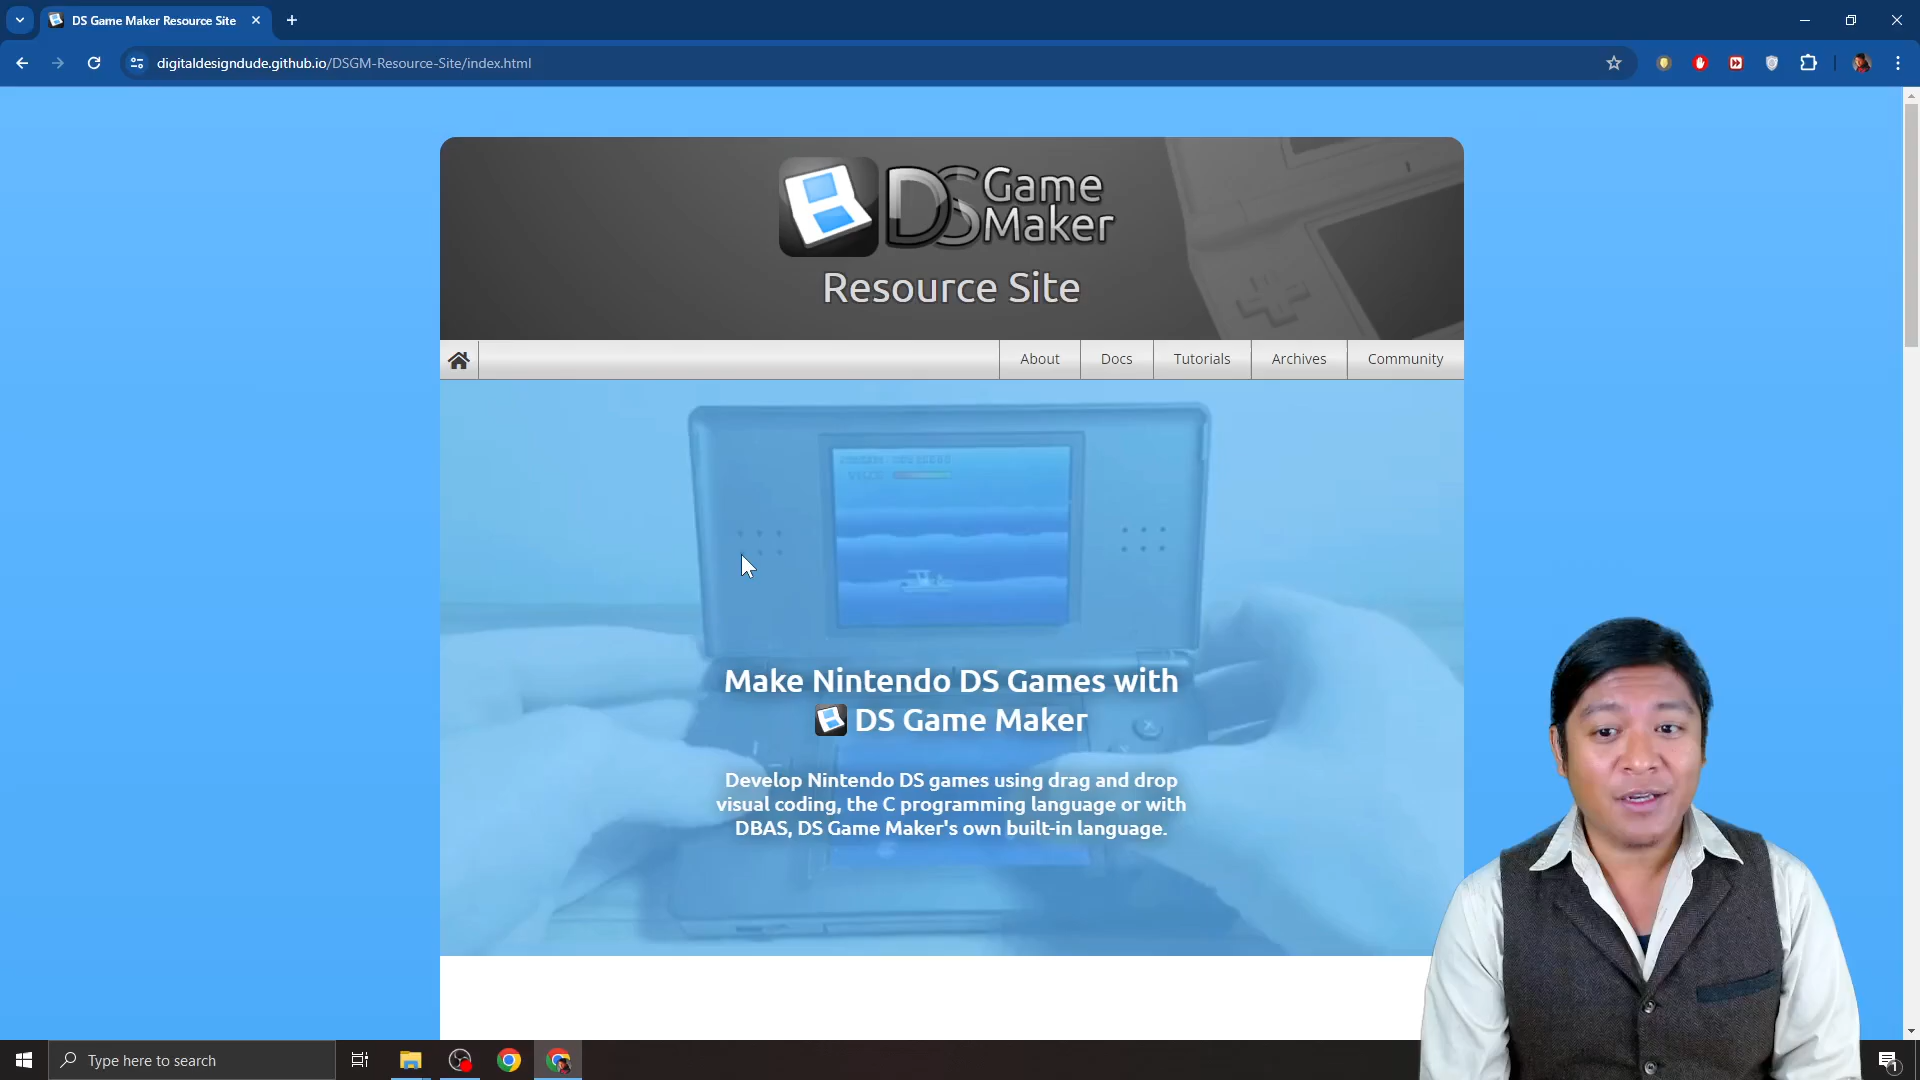 DS Game Maker Resource Site
digitaldesigndude.github.io/DSGM-Resource-Site/index.html
DS Game
Maker
Resource Site
About Docs Tutorials Archives Community
Make Nintendo DS Games with
DS Game Maker
Develop Nintendo DS games using drag and drop
visual coding, the C programming language or with
DBAS, DS Game Maker's own built-in language.
Type here to search
1